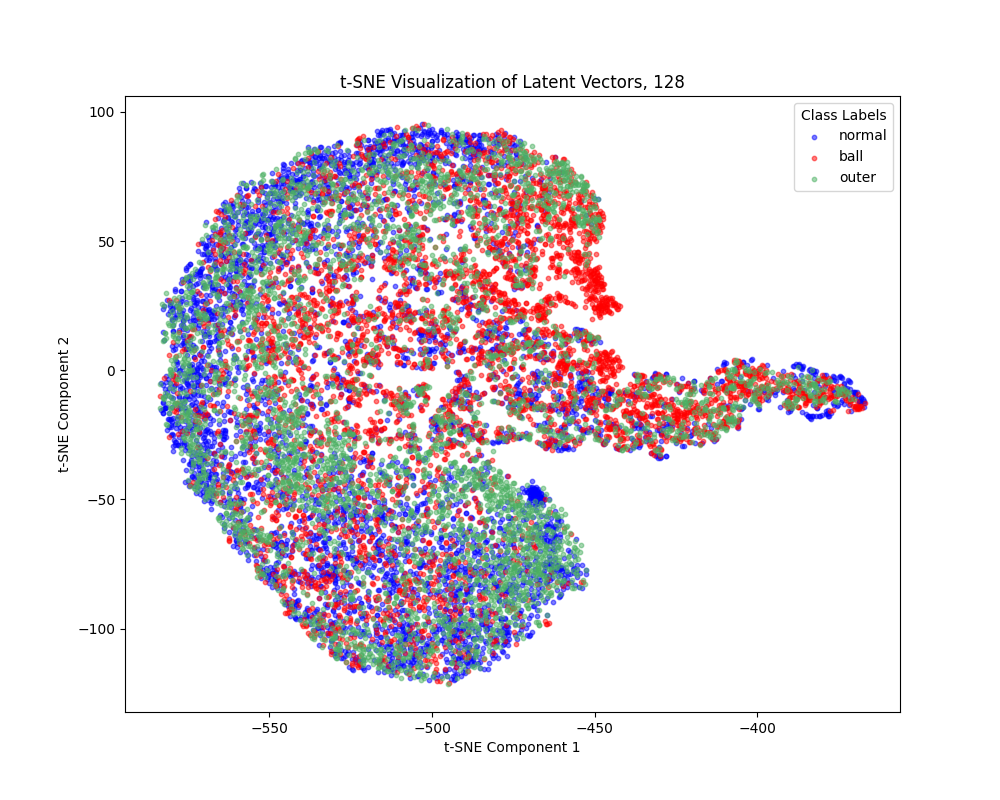 t-SNE Visualization of Latent Vectors, 128
Class Labels
normal
ball
outer
100
50
0
−50
−100
t-SNE Component 2
−550
−500
−450
−400
t-SNE Component 1